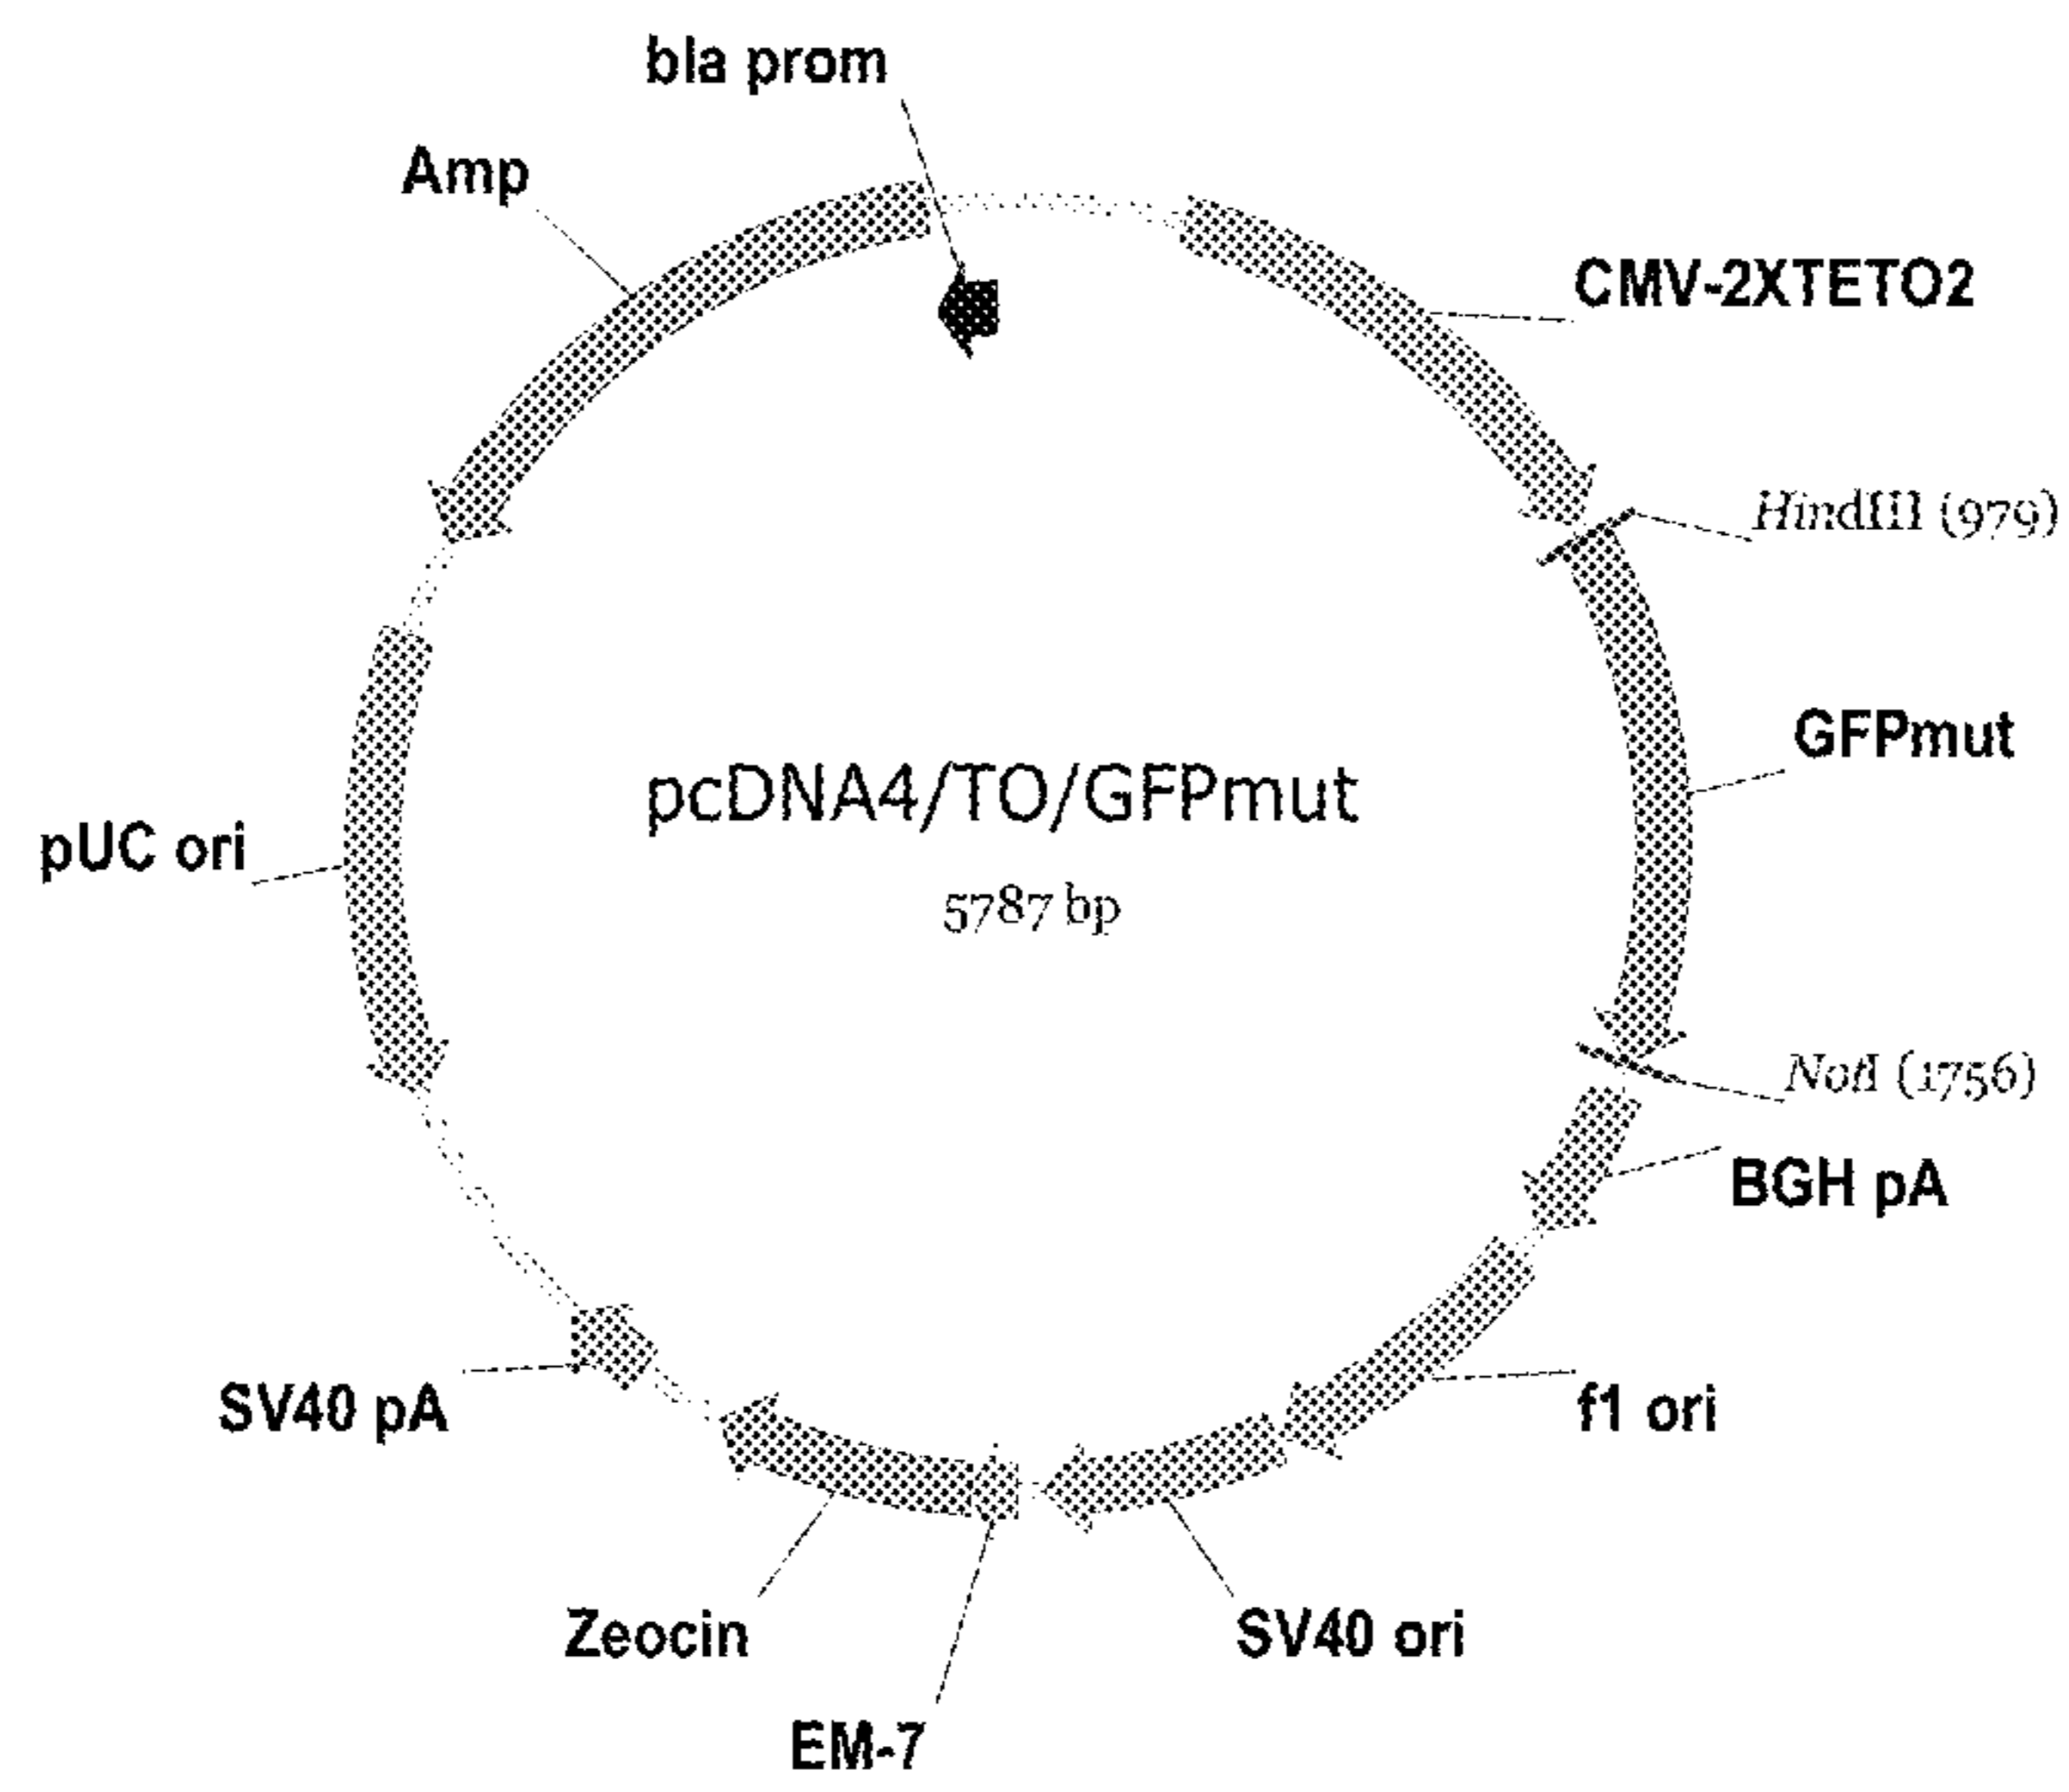 bla prom
Amp
CMV-2XTETO2
HindIII (979)
GFPmut
pcDNA4/TO/GFPmut
pUC ori
5787 bp
NotI (1756)
BGH pA
SV40 pA
f1 ori
Zeocin
SV40 ori
EM-7